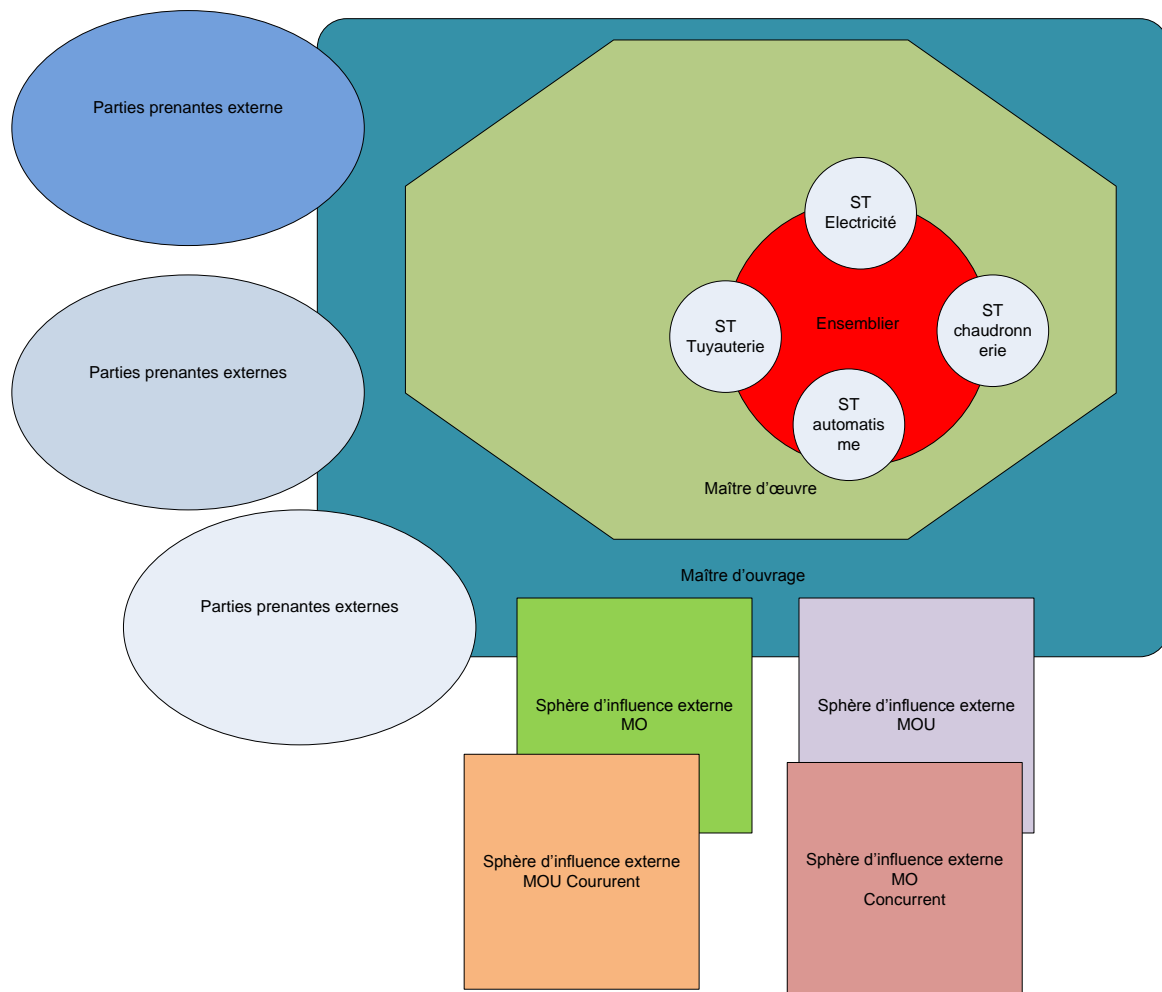 Parties prenantes externe
ST
Electricité
Ensemblier
ST
chaudronn
erie
ST
Tuyauterie
Parties prenantes externes
ST
automatis
me
Maître d'œuvre
Maître d'ouvrage
Parties prenantes externes
Sphère d'influence externe
MO
Sphère d'influence externe
MOU
Sphère d'influence externe
MOU Coururent
Sphère d'influence externe
MO
Concurrent